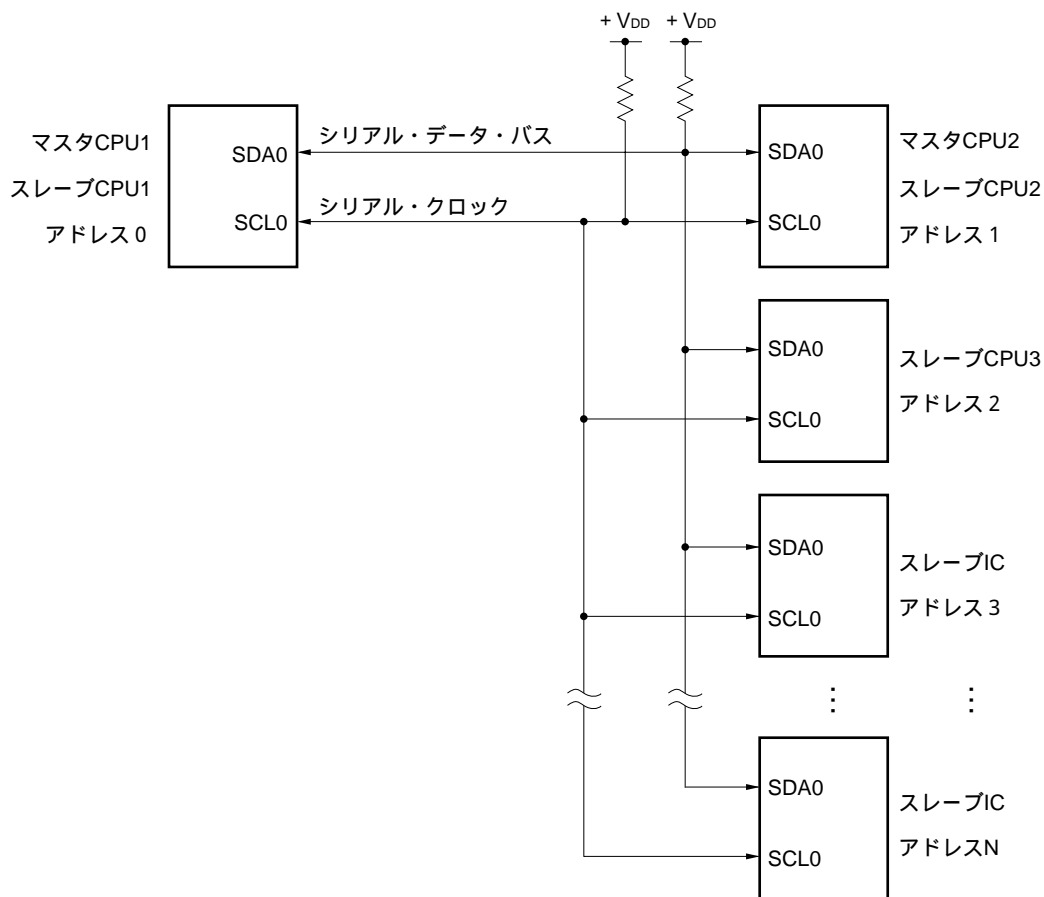 + VDD
+ VDD
マスタCPU1
スレーブCPU1
アドレス 0
SDA0
SCL0
シリアル・データ・バス
シリアル・クロック
SDA0
SCL0
マスタCPU2
スレーブCPU2
アドレス 1
SDA0
SCL0
スレーブCPU3
アドレス 2
SDA0
SCL0
スレーブIC
アドレス 3
SDA0
SCL0
スレーブIC
アドレスN